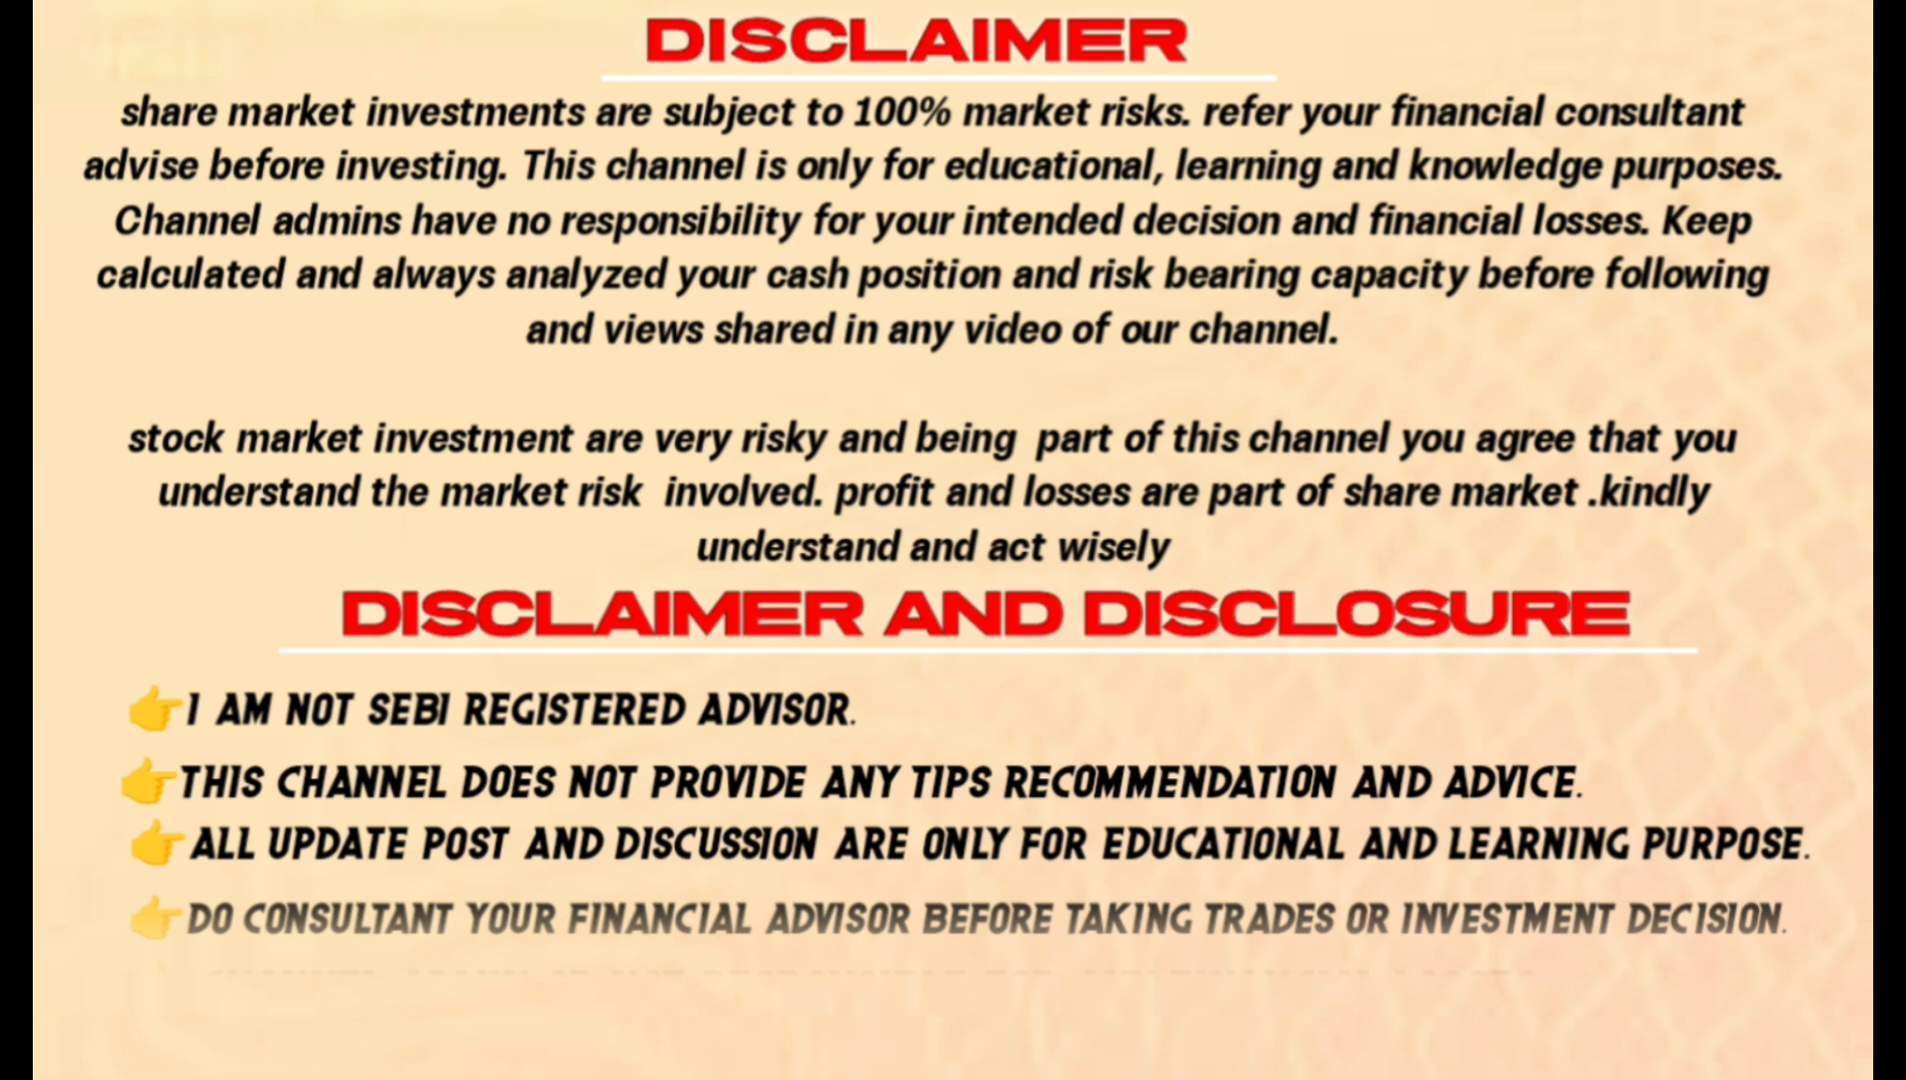 DISCLAIMER
share market investments are subject to 100% market risks. refer your financial consultant
advise before investing. This channel is only for educational, learning and knowledge purposes.
Channel admins have no responsibility for your intended decision and financial losses. Keep
calculated and always analyzed your cash position and risk bearing capacity before following
and views shared in any video of our channel.
stock market investment are very risky and being part of this channel you agree that you
understand the market risk involved. profit and losses are part of share market .kindly
understand and act wisely
DISCLAIMER AND DISCLOSURE
👉I AM NOT SEBI REGISTERED ADVISOR.
👉THIS CHANNEL DOES NOT PROVIDE ANY TIPS RECOMMENDATION AND ADVICE.
👉ALL UPDATE POST AND DISCUSSION ARE ONLY FOR EDUCATIONAL AND LEARNING PURPOSE.
👉DO CONSULTANT YOUR FINANCIAL ADVISOR BEFORE TAKING TRADES OR INVESTMENT DECISION.